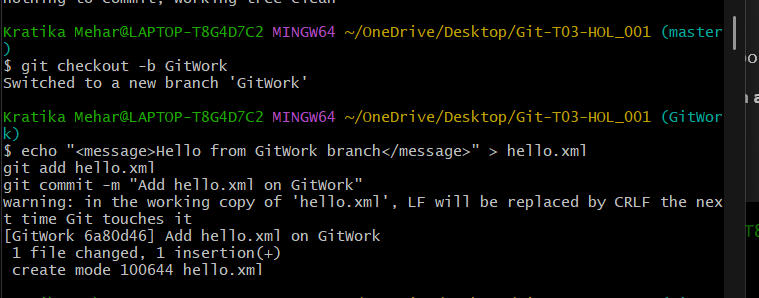 nothing to commit, working tree clean
Kratika Mehar@LAPTOP-T8G4D7C2 MINGW64 ~/OneDrive/Desktop/Git-T03-HOL_001 (master
)
$ git checkout -b GitWork
Switched to a new branch 'GitWork'
Kratika Mehar@LAPTOP-T8G4D7C2 MINGW64 ~/OneDrive/Desktop/Git-T03-HOL_001 (GitWor
k)
$ echo "<message>Hello from GitWork branch</message>" > hello.xml
git add hello.xml
git commit -m "Add hello.xml on GitWork"
warning: in the working copy of 'hello.xml', LF will be replaced by CRLF the nex
t time Git touches it
[GitWork 6a80d46] Add hello.xml on GitWork
 1 file changed, 1 insertion(+)
 create mode 100644 hello.xml